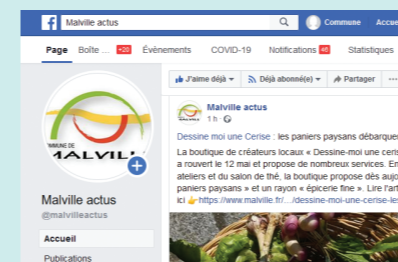 Malville actus
Commune
Accue
Page Boîte ... +20 Évènements COVID-19 Notifications 46 Statistiques
COMMUNE DE
MALVILL
J'aime déjà Déjà abonné(e) Partager ...
Malville actus
1 h
Dessine moi une Cerise : les paniers paysans débarquen
La boutique de créateurs locaux « Dessine-moi une ceris
a rouvert le 12 mai et propose de nombreux services. En
ateliers et du salon de thé, la boutique propose dès aujo
paniers paysans » et un rayon « épicerie fine ». Lire l'art
ici https://www.malville.fr/.../dessine-moi-une-cerise-les
Malville actus
@malvilleactus
Accueil
Publications